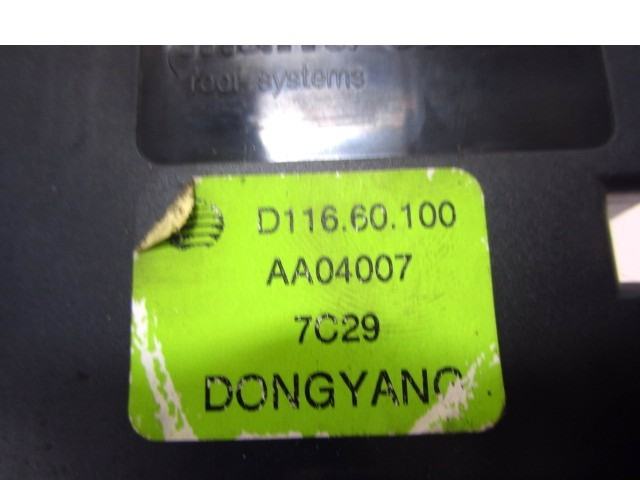 roof systems
D116.60.100
AA04007
7C29
DONGYANG